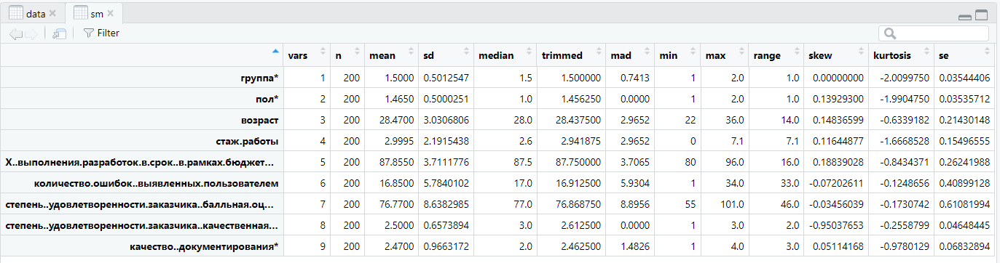 data sm
Filter
vars n mean sd median trimmed mad min max range skew kurtosis se
группа* 1 200 1.5000 0.5012547 1.5 1.500000 0.7413 1 2.0 1.0 0.00000000 -2.0099750 0.03544406
пол* 2 200 1.4650 0.5000251 1.0 1.456250 0.0000 1 2.0 1.0 0.13929300 -1.9904750 0.03535712
возраст 3 200 28.4700 3.0306806 28.0 28.437500 2.9652 22 36.0 14.0 0.14836599 -0.6339182 0.21430148
стаж.работы 4 200 2.9995 2.1915438 2.6 2.941875 2.9652 0 7.1 7.1 0.11644877 -1.6668528 0.15496555
X..выполнения.разработок.в.срок..в.рамках.бюджет... 5 200 87.8550 3.7111776 87.5 87.750000 3.7065 80 96.0 16.0 0.18839028 -0.8434371 0.26241988
количество.ошибок..выявленных.пользователем 6 200 16.8500 5.7840102 17.0 16.912500 5.9304 1 34.0 33.0 -0.07202611 -0.1248656 0.40899128
степень..удовлетворенности.заказчика..балльная.оц... 7 200 76.7700 8.6382985 77.0 76.868750 8.8956 55 101.0 46.0 -0.03456039 -0.1730742 0.61081994
степень..удовлетворенности.заказчика..качественная... 8 200 2.5000 0.6573894 3.0 2.612500 0.0000 1 3.0 2.0 -0.95037653 -0.2558799 0.04648445
качество..документирования* 9 200 2.4700 0.9663172 2.0 2.462500 1.4826 1 4.0 3.0 0.05114168 -0.9780129 0.06832894